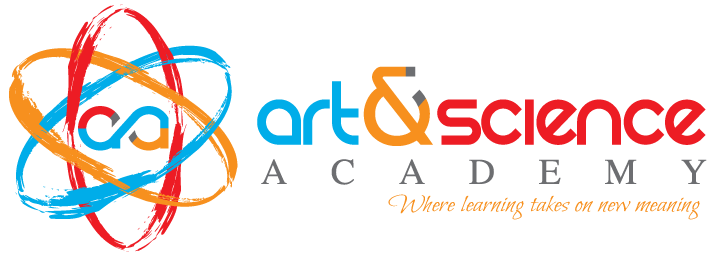 aa
art&science
ACADEMY
Where learning takes on new meaning